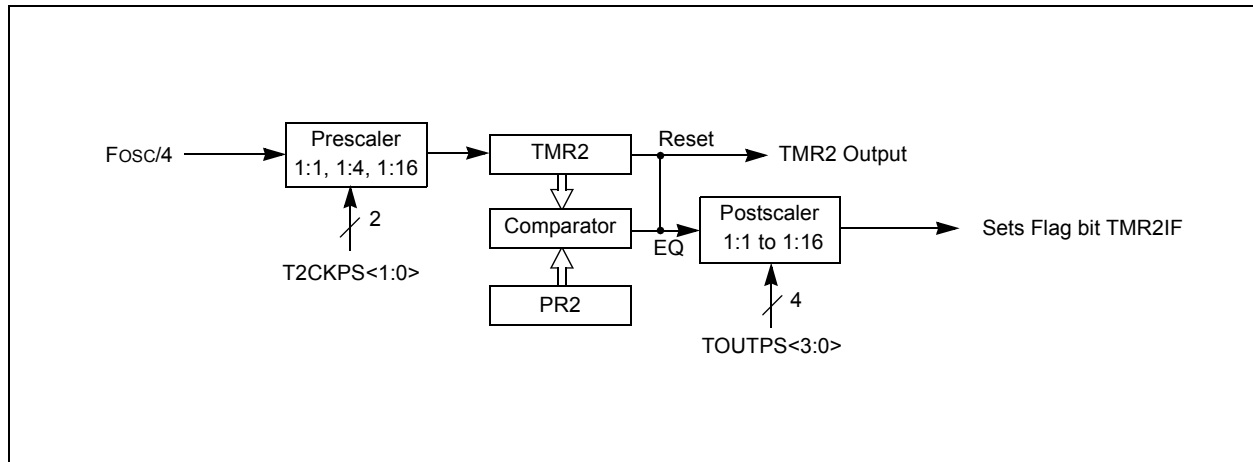 Fosc/4
Prescaler
1:1, 1:4, 1:16
2
T2CKPS<1:0>
TMR2
Reset
TMR2 Output
Comparator
EQ
PR2
Postscaler
1:1 to 1:16
4
TOUTPS<3:0>
Sets Flag bit TMR2IF